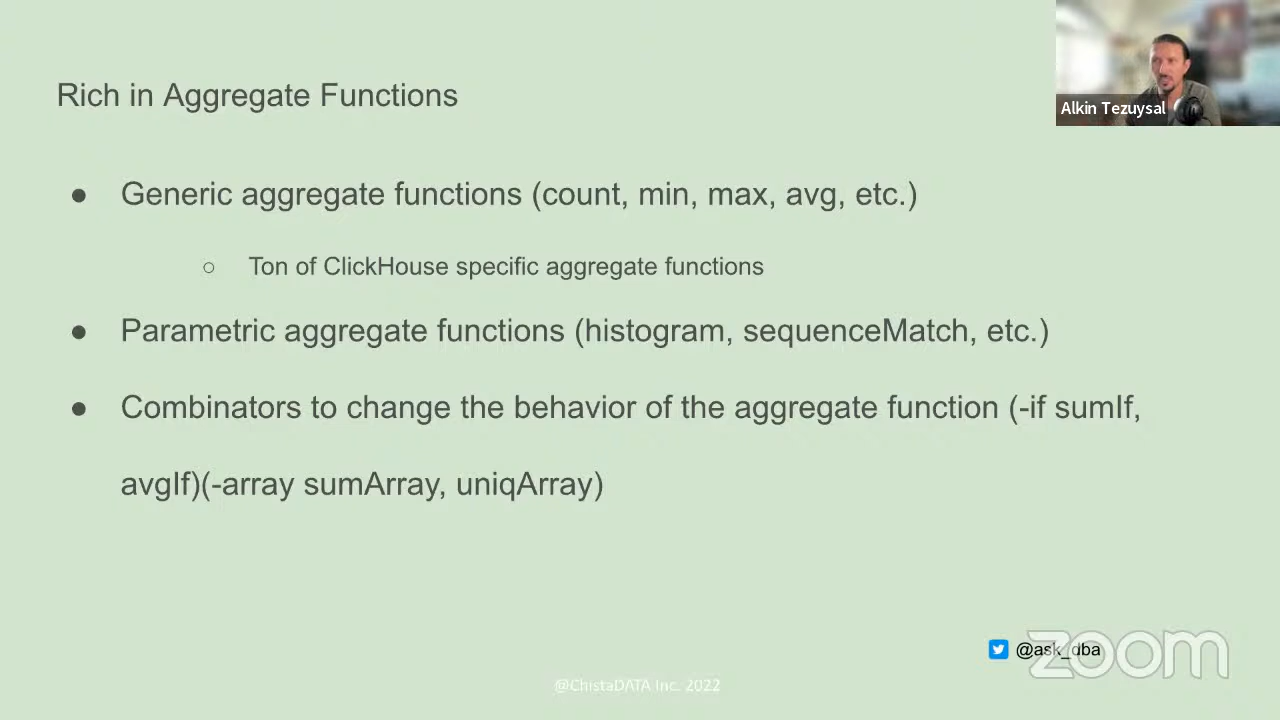 Alkin Tezuysal
Rich in Aggregate Functions
● Generic aggregate functions (count, min, max, avg, etc.)
○ Ton of ClickHouse specific aggregate functions
● Parametric aggregate functions (histogram, sequenceMatch, etc.)
● Combinators to change the behavior of the aggregate function (-if sumIf,
avgIf)(-array sumArray, uniqArray)
@ask_dba
zoom
@ChistaDATA Inc. 2022